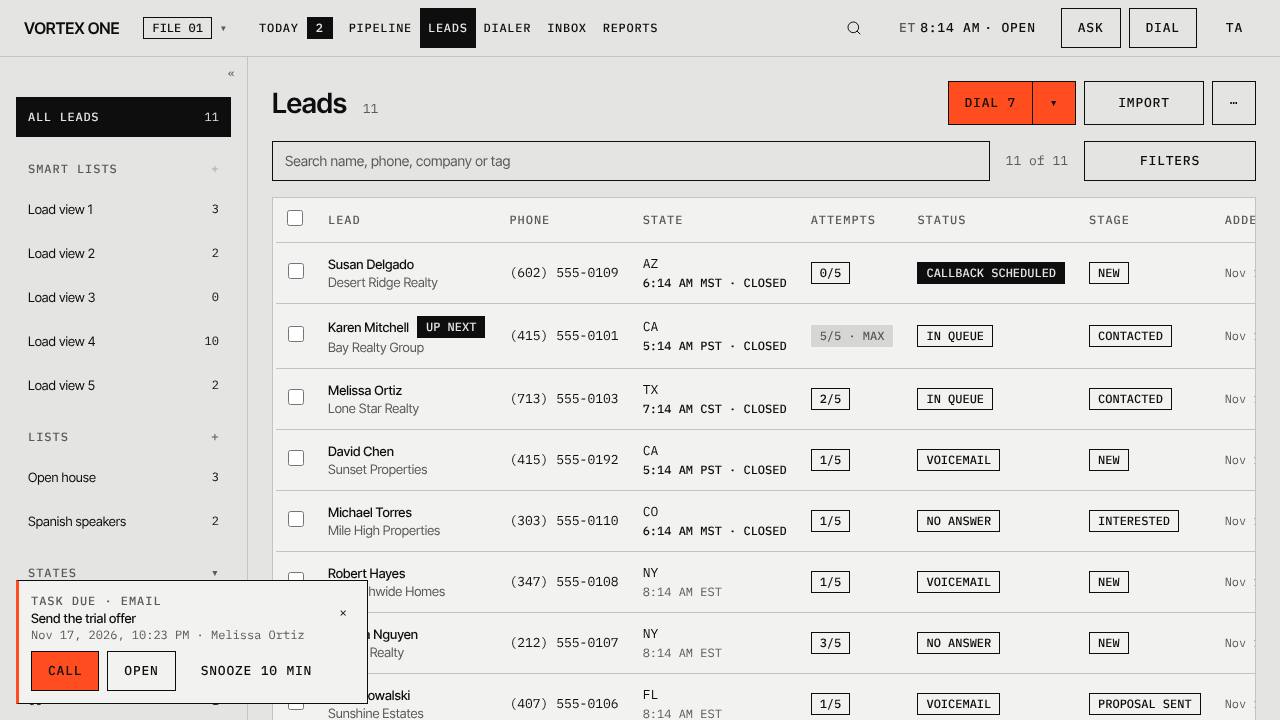 VORTEX ONE
FILE 01 ▾
TODAY 2
PIPELINE
LEADS
DIALER
INBOX
REPORTS
ET 8:14 AM · OPEN
ASK
DIAL
TA
«
ALL LEADS 11
SMART LISTS +
Load view 1 3
Load view 2 2
Load view 3 0
Load view 4 10
Load view 5 2
LISTS +
Open house 3
Spanish speakers 2
STATES ▾
TASK DUE · EMAIL
×
Send the trial offer
Nov 17, 2026, 10:23 PM · Melissa Ortiz
CALL
OPEN
SNOOZE 10 MIN
Leads 11
DIAL 7 ▾
IMPORT
⋯
Search name, phone, company or tag
11 of 11
FILTERS
LEAD PHONE STATE ATTEMPTS STATUS STAGE ADDE
Susan Delgado
Desert Ridge Realty
(602) 555-0109
AZ
6:14 AM MST · CLOSED
0/5
CALLBACK SCHEDULED
NEW
Nov
Karen Mitchell UP NEXT
Bay Realty Group
(415) 555-0101
CA
5:14 AM PST · CLOSED
5/5 · MAX
IN QUEUE
CONTACTED
Nov
Melissa Ortiz
Lone Star Realty
(713) 555-0103
TX
7:14 AM CST · CLOSED
2/5
IN QUEUE
CONTACTED
Nov
David Chen
Sunset Properties
(415) 555-0192
CA
5:14 AM PST · CLOSED
1/5
VOICEMAIL
NEW
Nov
Michael Torres
Mile High Properties
(303) 555-0110
CO
6:14 AM MST · CLOSED
1/5
NO ANSWER
INTERESTED
Nov
Robert Hayes
hwide Homes
(347) 555-0108
NY
8:14 AM EST
1/5
VOICEMAIL
NEW
Nov
Nguyen
Realty
(212) 555-0107
NY
8:14 AM EST
3/5
NO ANSWER
NEW
Nov
owalski
Sunshine Estates
(407) 555-0106
FL
8:14 AM EST
1/5
VOICEMAIL
PROPOSAL SENT
Nov